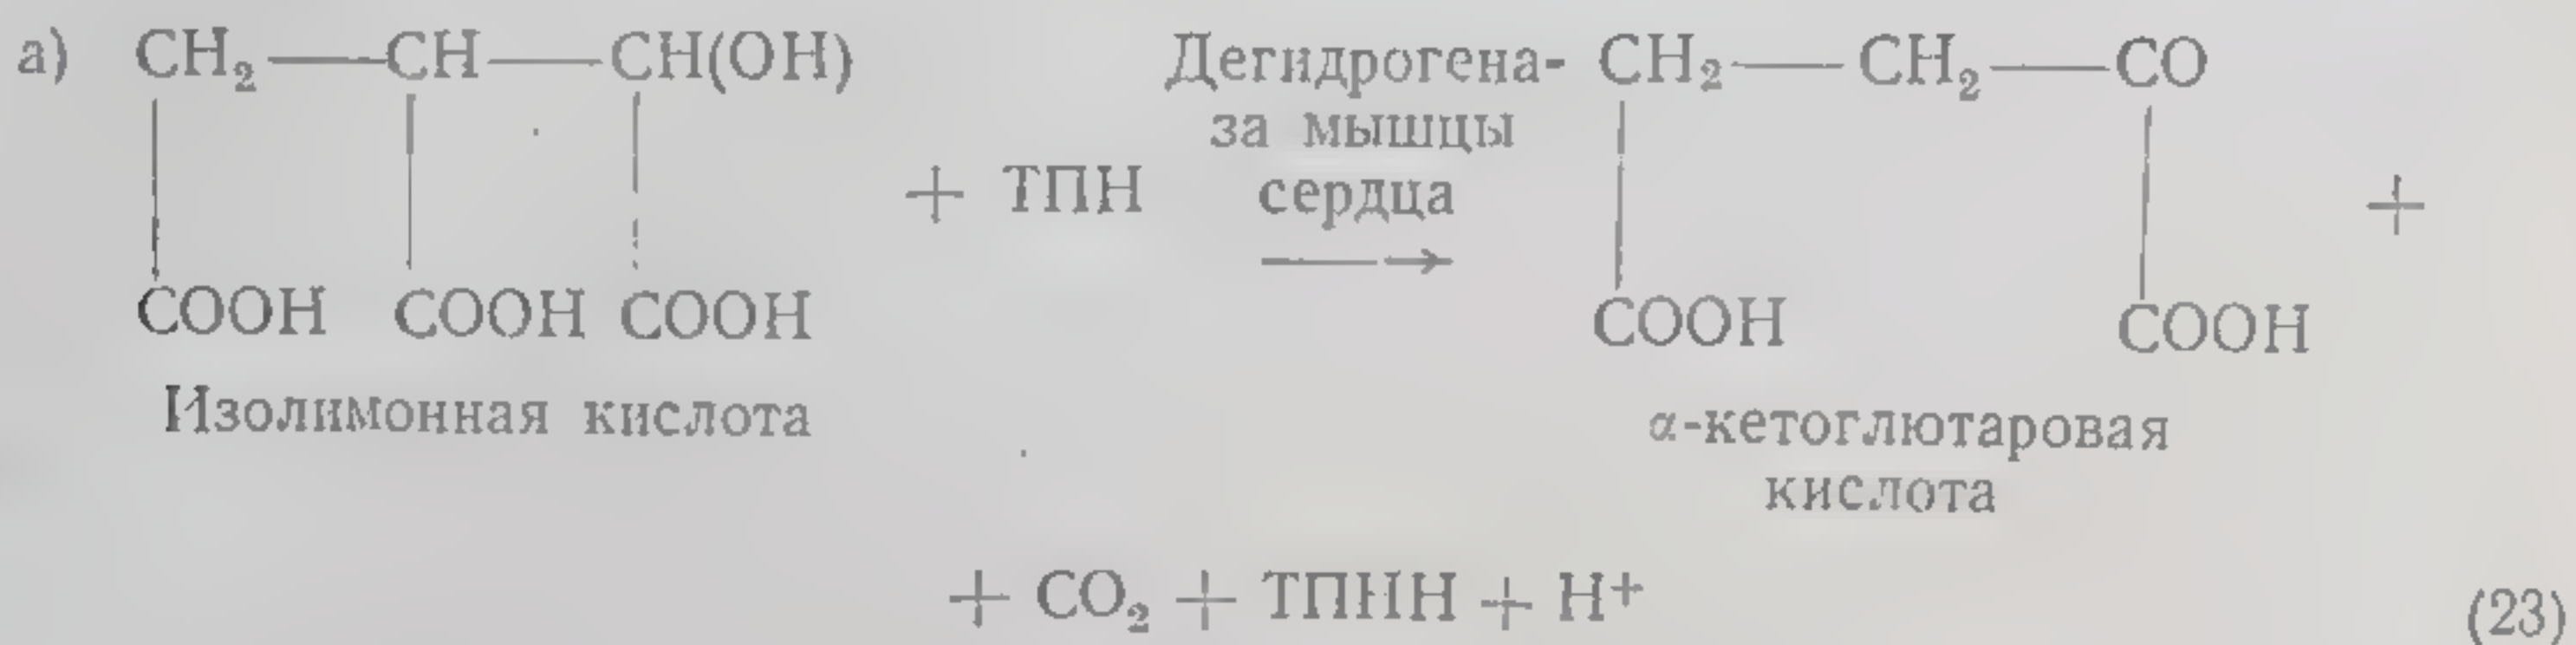 а) CH₂—CH—CH(OH) Дегидрогена- CH₂—CH₂—CO
за мышцы
+ ТПН сердца → +
COOH COOH COOH COOH COOH
Изолимонная кислота α-кетоглютаровая
кислота
+ CO₂ + ТПНН + H⁺ (23)